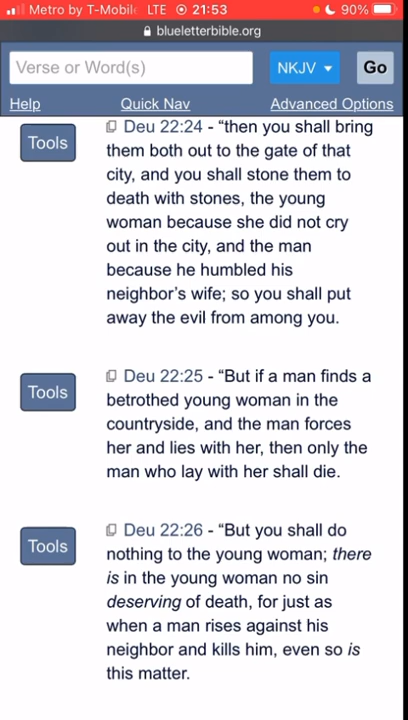 Metro by T-Mobile LTE 21:53 90%
blueletterbible.org
Verse or Word(s) NKJV Go
Help Quick Nav Advanced Options
Tools
Deu 22:24 - “then you shall bring
them both out to the gate of that
city, and you shall stone them to
death with stones, the young
woman because she did not cry
out in the city, and the man
because he humbled his
neighbor’s wife; so you shall put
away the evil from among you.
Tools
Deu 22:25 - “But if a man finds a
betrothed young woman in the
countryside, and the man forces
her and lies with her, then only the
man who lay with her shall die.
Tools
Deu 22:26 - “But you shall do
nothing to the young woman; there
is in the young woman no sin
deserving of death, for just as
when a man rises against his
neighbor and kills him, even so is
this matter.